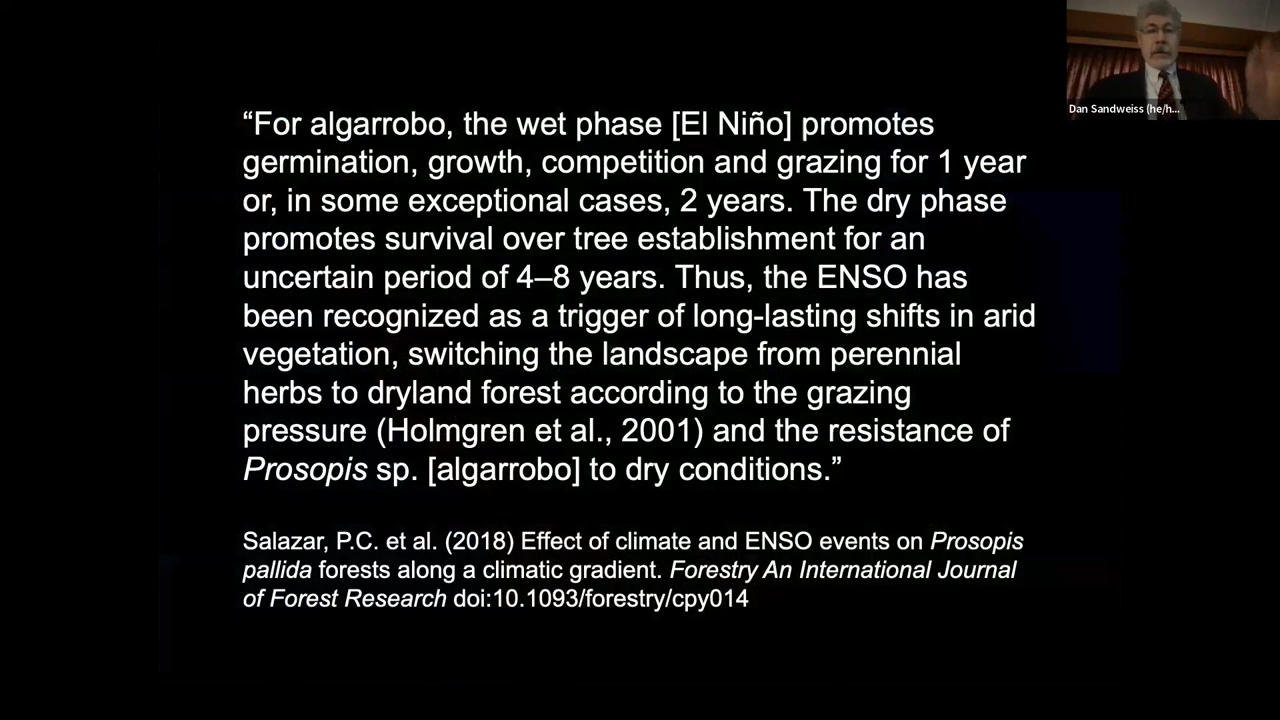 Dan Sandweiss (he/h...
“For algarrobo, the wet phase [El Niño] promotes
germination, growth, competition and grazing for 1 year
or, in some exceptional cases, 2 years. The dry phase
promotes survival over tree establishment for an
uncertain period of 4–8 years. Thus, the ENSO has
been recognized as a trigger of long-lasting shifts in arid
vegetation, switching the landscape from perennial
herbs to dryland forest according to the grazing
pressure (Holmgren et al., 2001) and the resistance of
Prosopis sp. [algarrobo] to dry conditions.”
Salazar, P.C. et al. (2018) Effect of climate and ENSO events on Prosopis
pallida forests along a climatic gradient. Forestry An International Journal
of Forest Research doi:10.1093/forestry/cpy014